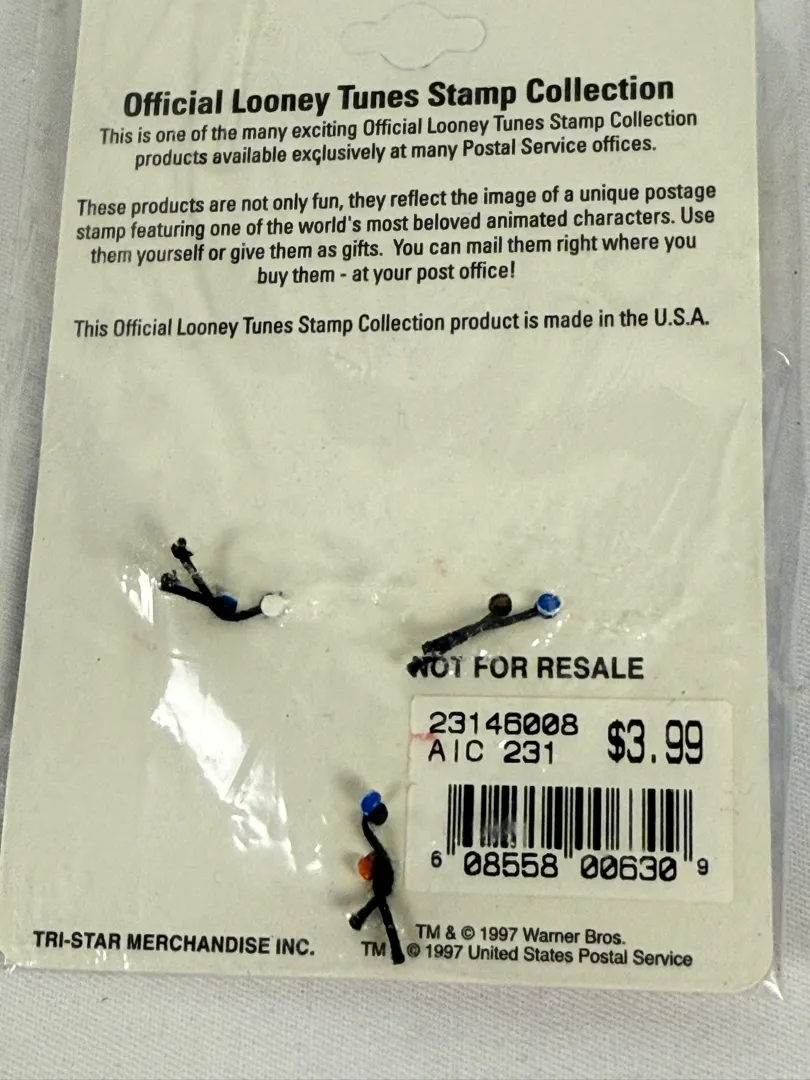 Official Looney Tunes Stamp Collection
This is one of the many exciting Official Looney Tunes Stamp Collection
products available exclusively at many Postal Service offices.
These products are not only fun, they reflect the image of a unique postage
stamp featuring one of the world's most beloved animated characters. Use
them yourself or give them as gifts. You can mail them right where you
buy them - at your post office!
This Official Looney Tunes Stamp Collection product is made in the U.S.A.
NOT FOR RESALE
23146008
AIC 231
$3.99
6 08558 00630 9
TRI-STAR MERCHANDISE INC.
TM & © 1997 Warner Bros.
TM © 1997 United States Postal Service